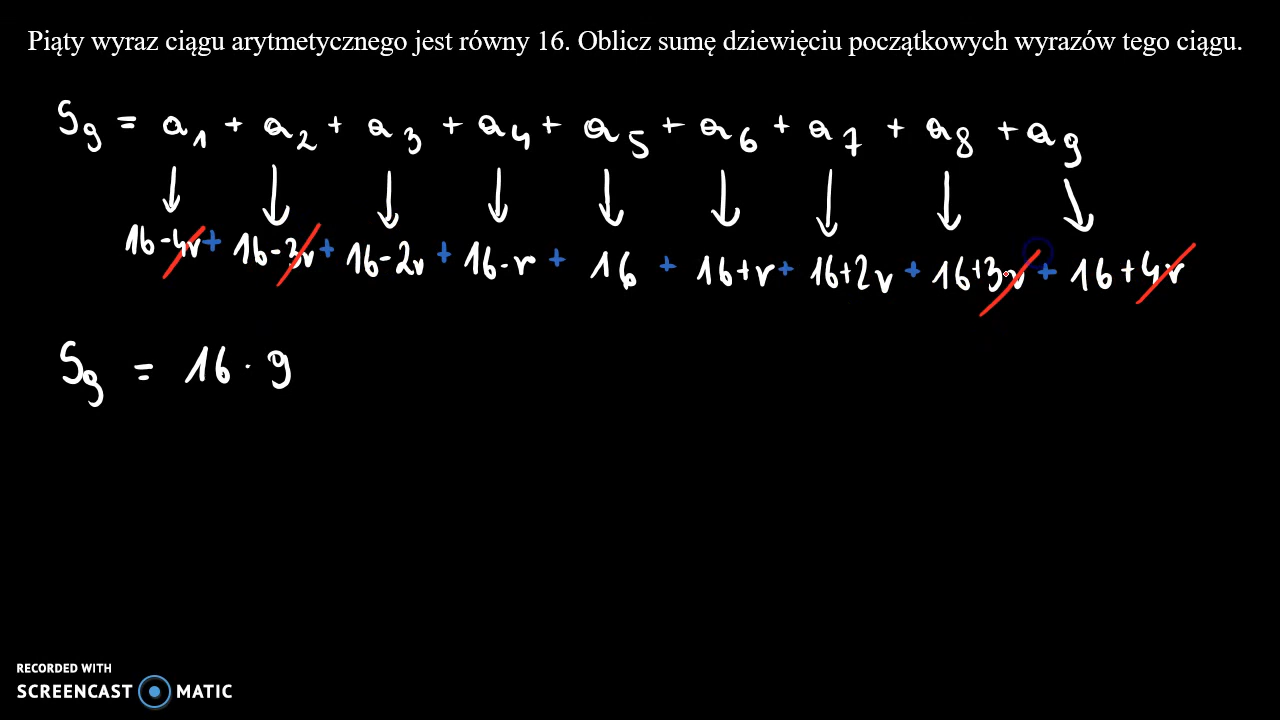 Piąty wyraz ciągu arytmetycznego jest równy 16. Oblicz sumę dziewięciu początkowych wyrazów tego ciągu.
S₉ = a₁ + a₂ + a₃ + a₄ + a₅ + a₆ + a₇ + a₈ + a₉
↓ ↓ ↓ ↓ ↓ ↓ ↓ ↓ ↓
16-4r + 16-3r + 16-2r + 16-r + 16 + 16+r + 16+2r + 16+3r + 16+4r
S₉ = 16 · 9
RECORDED WITH
SCREENCAST MATIC